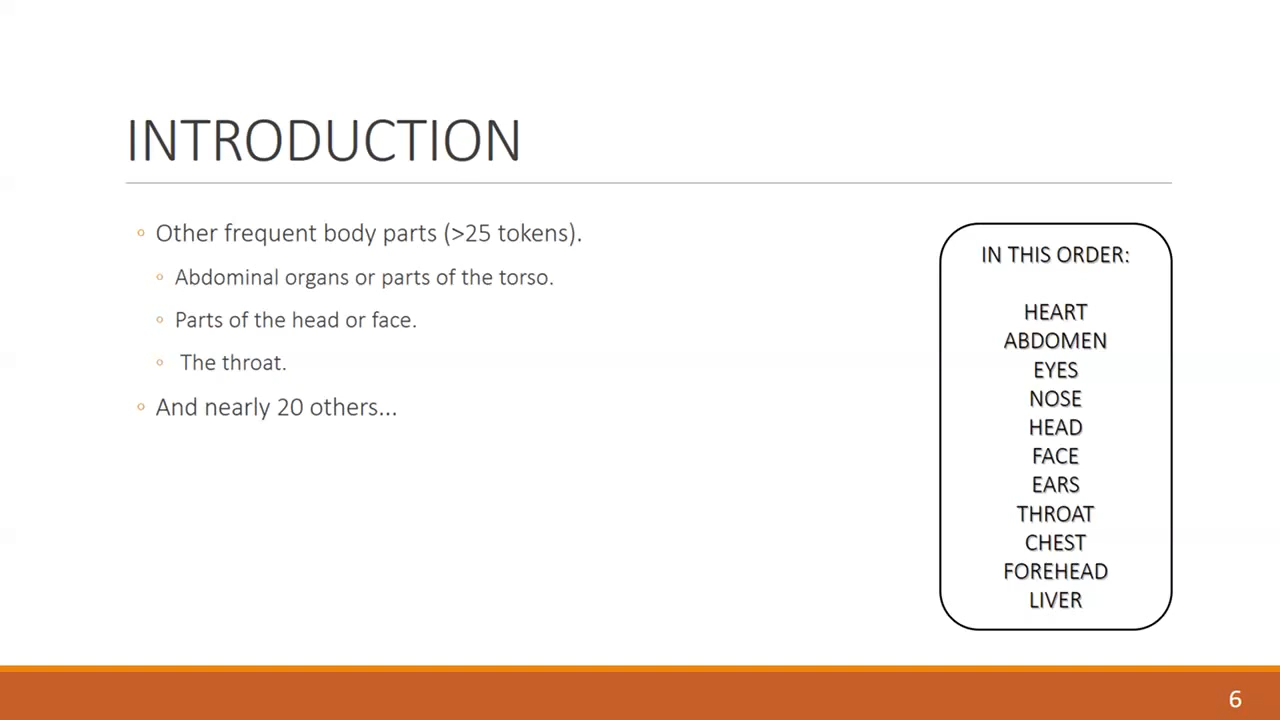 INTRODUCTION
◦ Other frequent body parts (>25 tokens).
◦ Abdominal organs or parts of the torso.
◦ Parts of the head or face.
◦ The throat.
◦ And nearly 20 others...
IN THIS ORDER:
HEART
ABDOMEN
EYES
NOSE
HEAD
FACE
EARS
THROAT
CHEST
FOREHEAD
LIVER
6